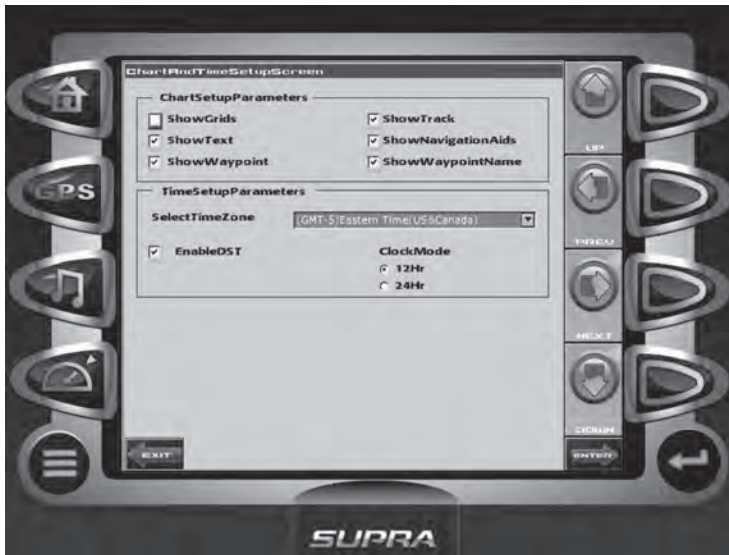 ChartAndTimeSetupScreen
ChartSetupParameters
ShowGrids
ShowTrack
ShowText
ShowNavigationAids
ShowWaypoint
ShowWaypointName
TimeSetupParameters
SelectTimeZone
(GMT-5)Eastern Time(US&Canada)
EnableDST
ClockMode
12Hr
24Hr
UP
PREV
NEXT
DOWN
EXIT
ENTER
GPS
SUPRA